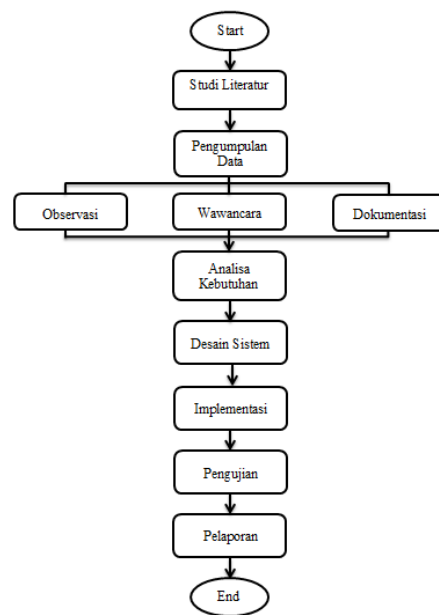 Start
Studi Literatur
Pengumpulan
Data
Observasi
Wawancara
Dokumentasi
Analisa
Kebutuhan
Desain Sistem
Implementasi
Pengujian
Pelaporan
End